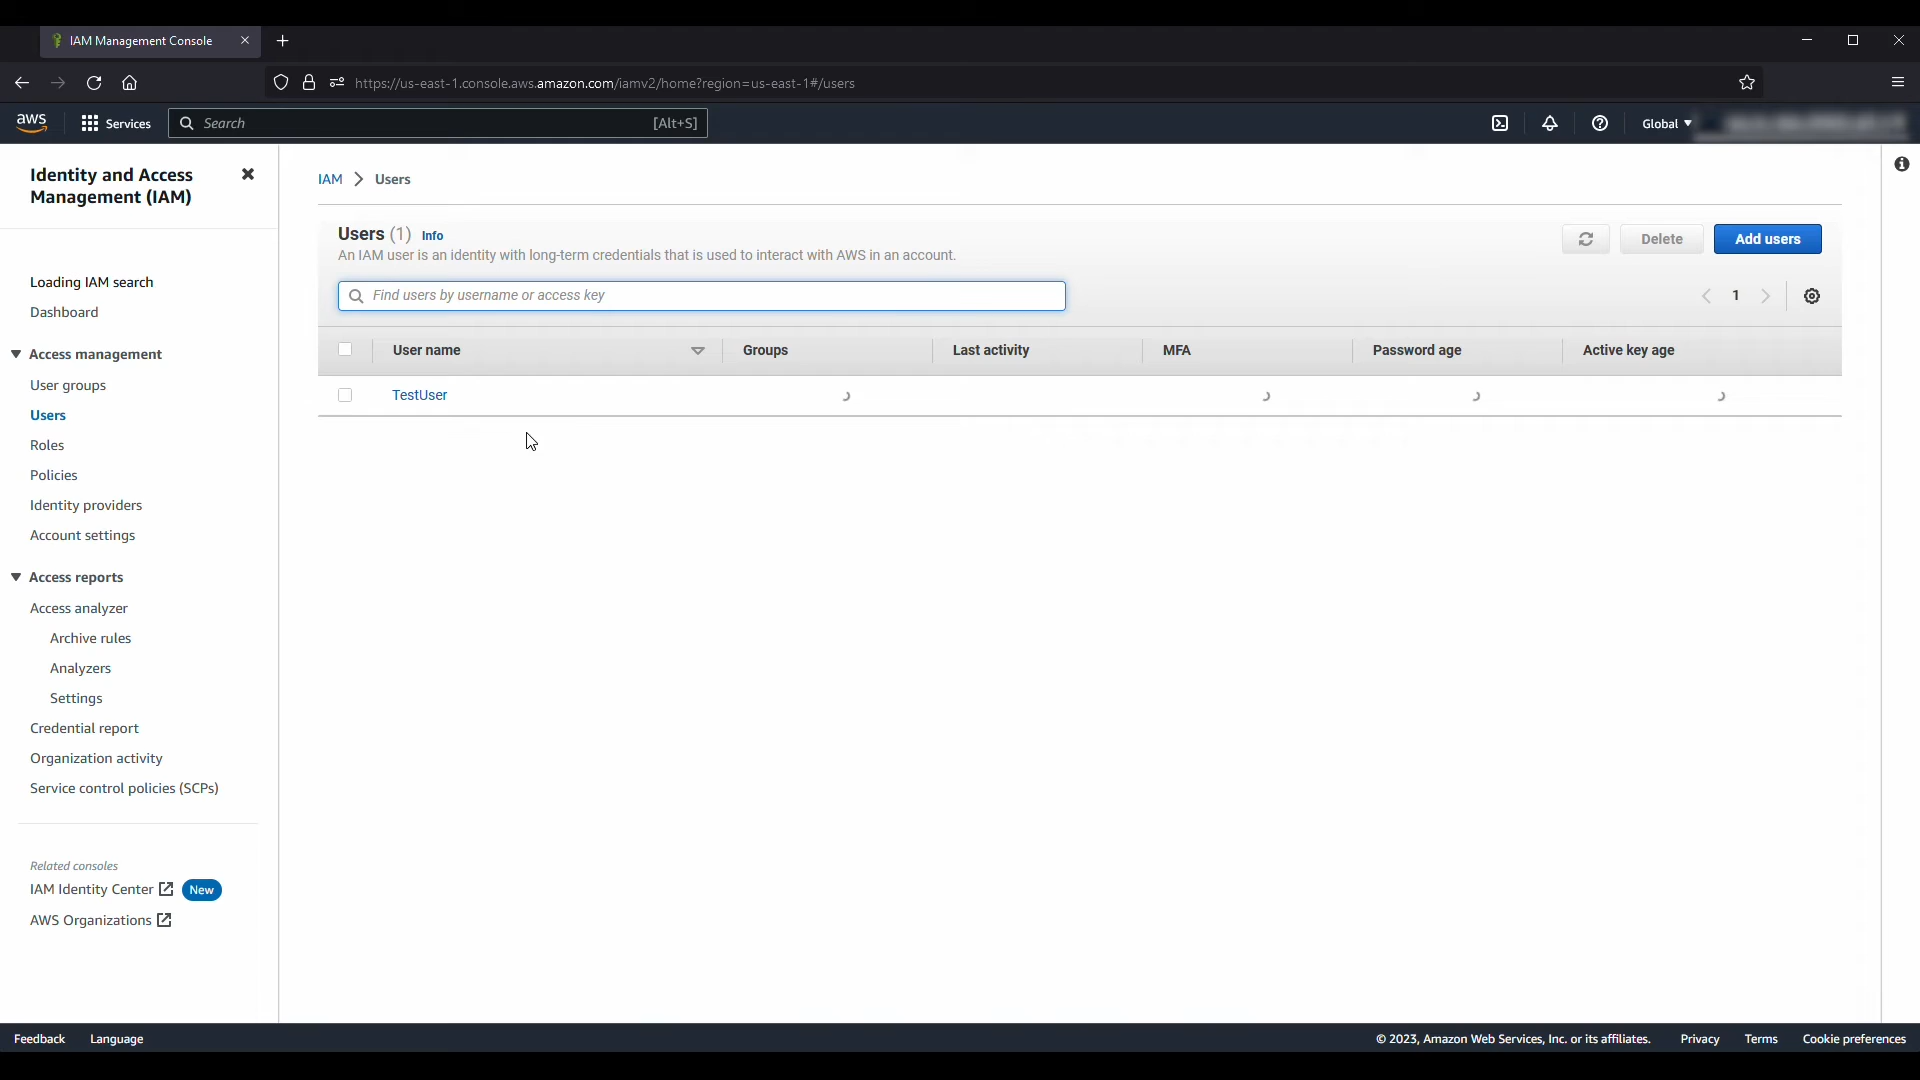 IAM Management Console
https://us-east-1.console.aws.amazon.com/iamv2/home?region=us-east-1#/users
aws
Services
Search
[Alt+S]
Global
Identity and Access
Management (IAM)
Loading IAM search
Dashboard
Access management
User groups
Users
Roles
Policies
Identity providers
Account settings
Access reports
Access analyzer
Archive rules
Analyzers
Settings
Credential report
Organization activity
Service control policies (SCPs)
Related consoles
IAM Identity Center New
AWS Organizations
IAM > Users
Users (1) Info
An IAM user is an identity with long-term credentials that is used to interact with AWS in an account.
Delete
Add users
Find users by username or access key
1
User name Groups Last activity MFA Password age Active key age
TestUser
Feedback Language
© 2023, Amazon Web Services, Inc. or its affiliates. Privacy Terms Cookie preferences